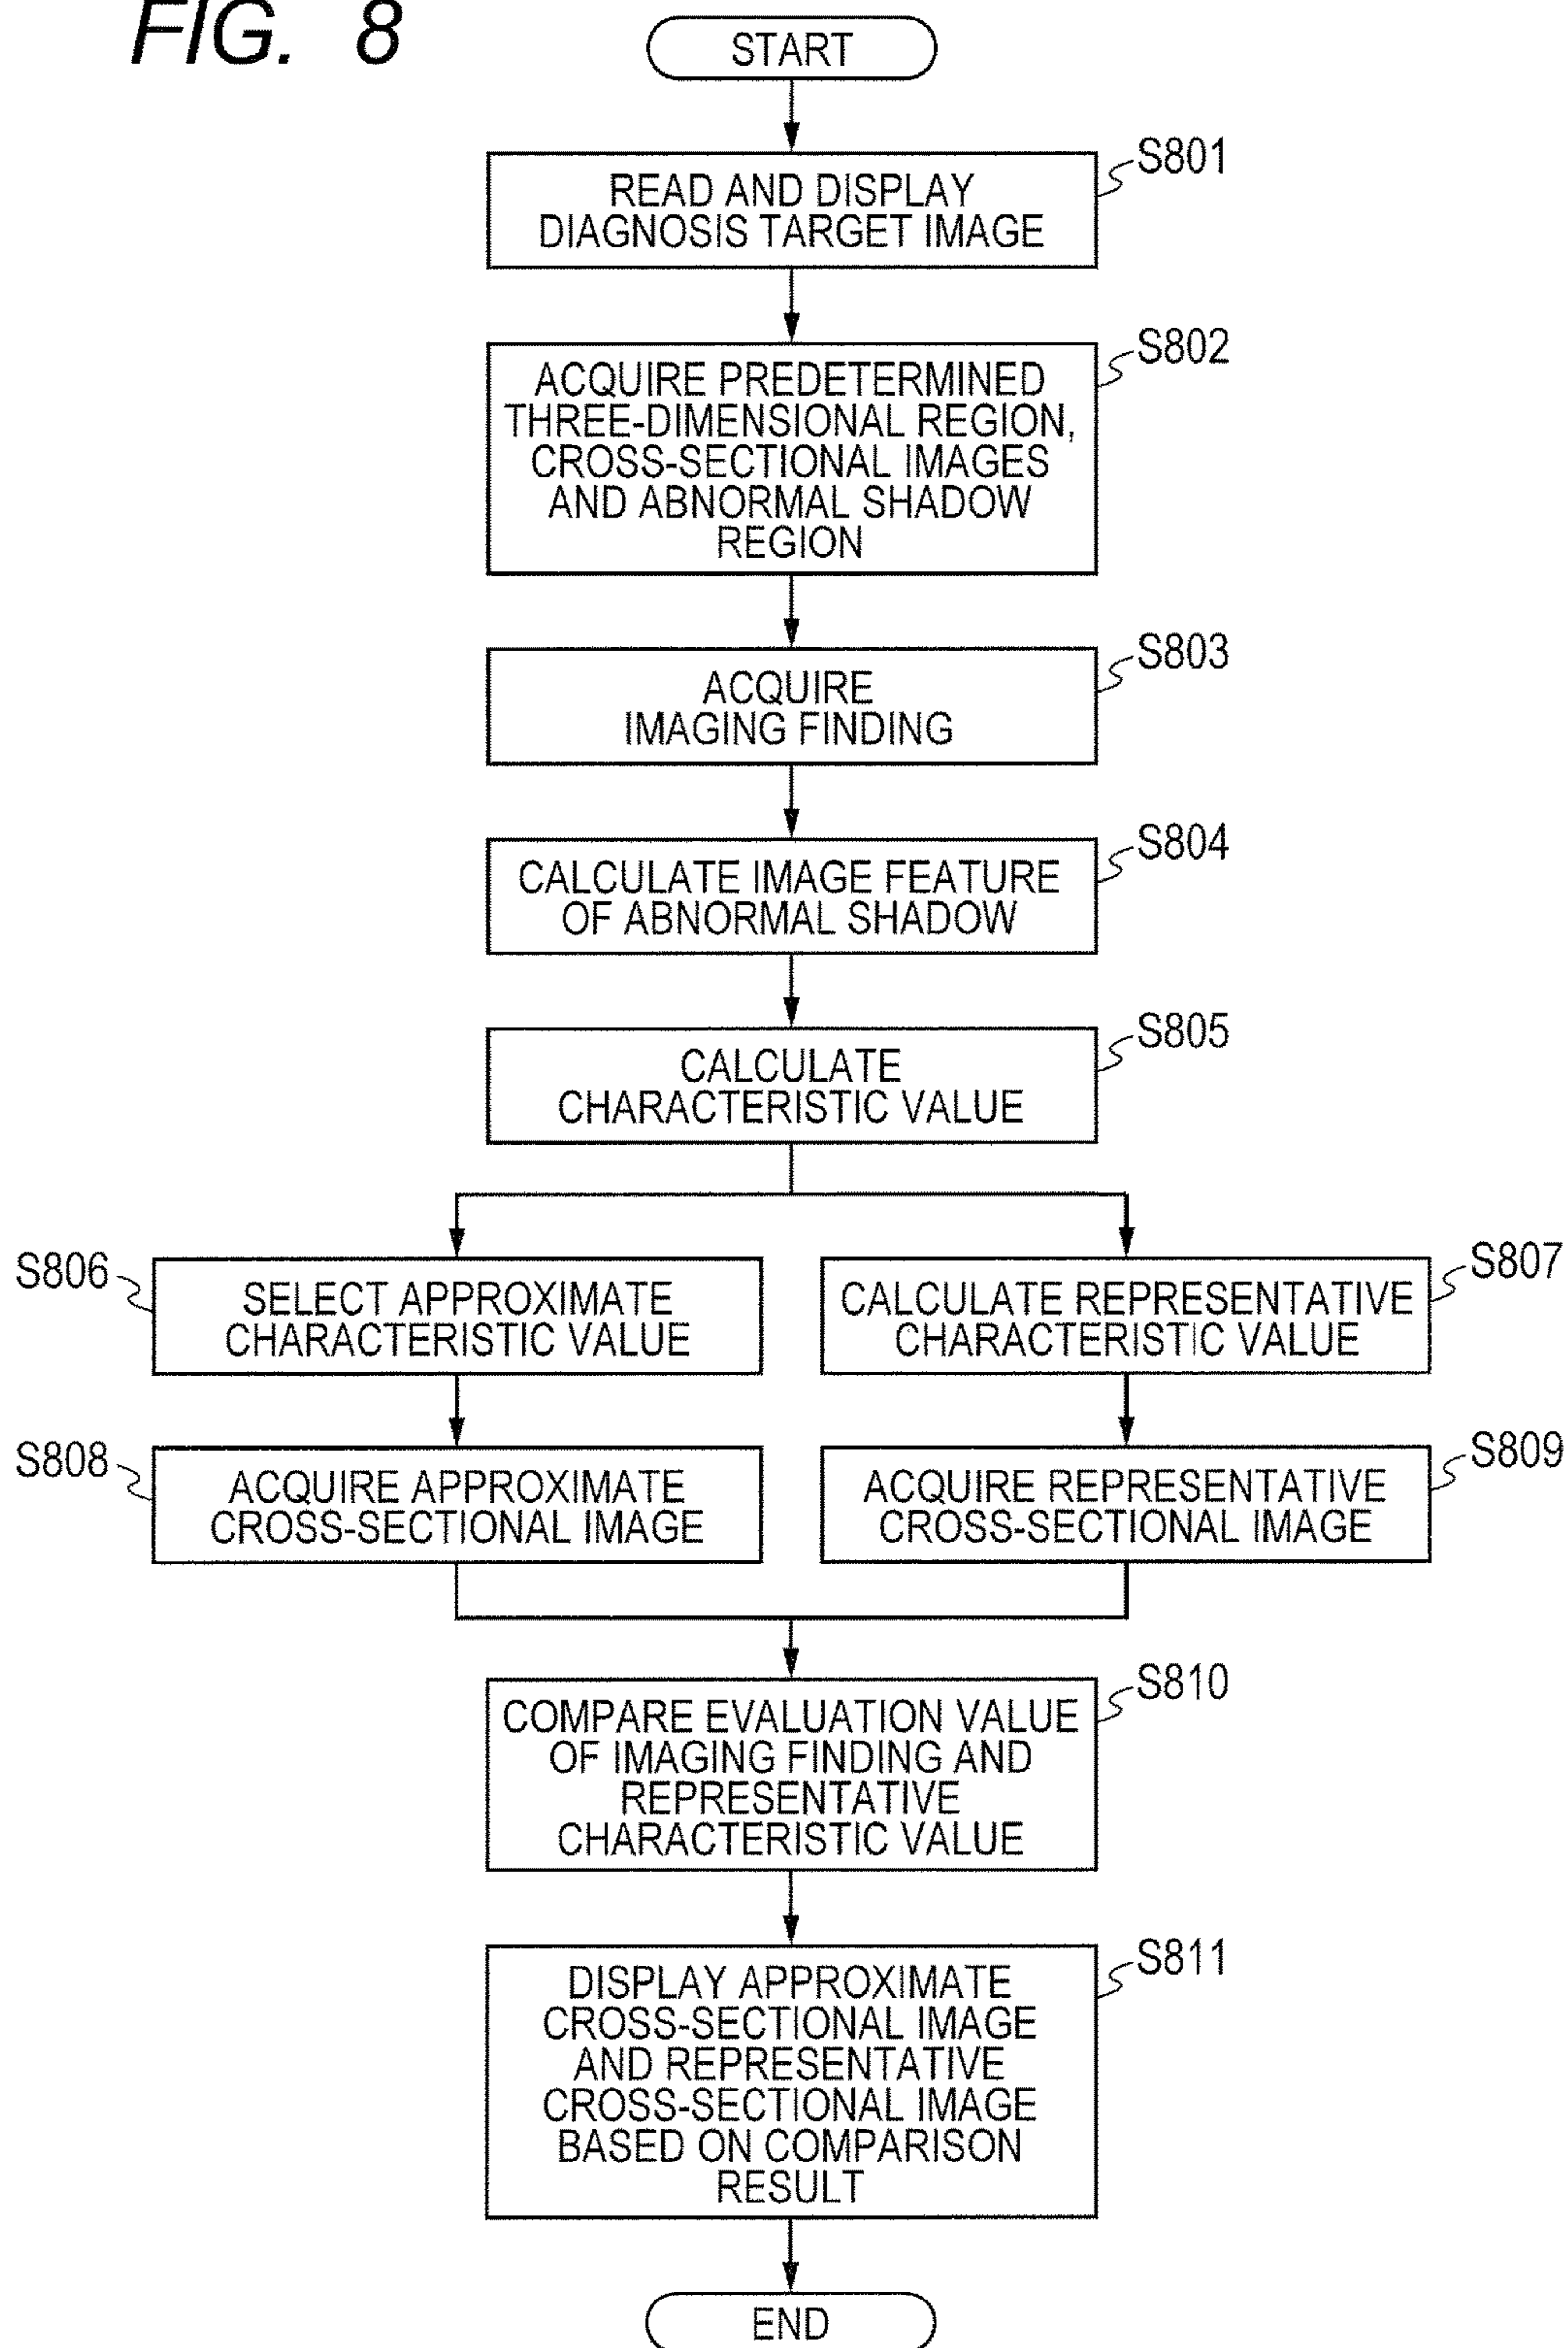 FIG. 8
START
S801
READ AND DISPLAY
DIAGNOSIS TARGET IMAGE
S802
ACQUIRE PREDETERMINED
THREE-DIMENSIONAL REGION,
CROSS-SECTIONAL IMAGES
AND ABNORMAL SHADOW
REGION
S803
ACQUIRE
IMAGING FINDING
S804
CALCULATE IMAGE FEATURE
OF ABNORMAL SHADOW
S805
CALCULATE
CHARACTERISTIC VALUE
S806
SELECT APPROXIMATE
CHARACTERISTIC VALUE
S807
CALCULATE REPRESENTATIVE
CHARACTERISTIC VALUE
S808
ACQUIRE APPROXIMATE
CROSS-SECTIONAL IMAGE
S809
ACQUIRE REPRESENTATIVE
CROSS-SECTIONAL IMAGE
S810
COMPARE EVALUATION VALUE
OF IMAGING FINDING AND
REPRESENTATIVE
CHARACTERISTIC VALUE
S811
DISPLAY APPROXIMATE
CROSS-SECTIONAL IMAGE
AND REPRESENTATIVE
CROSS-SECTIONAL IMAGE
BASED ON COMPARISON
RESULT
END